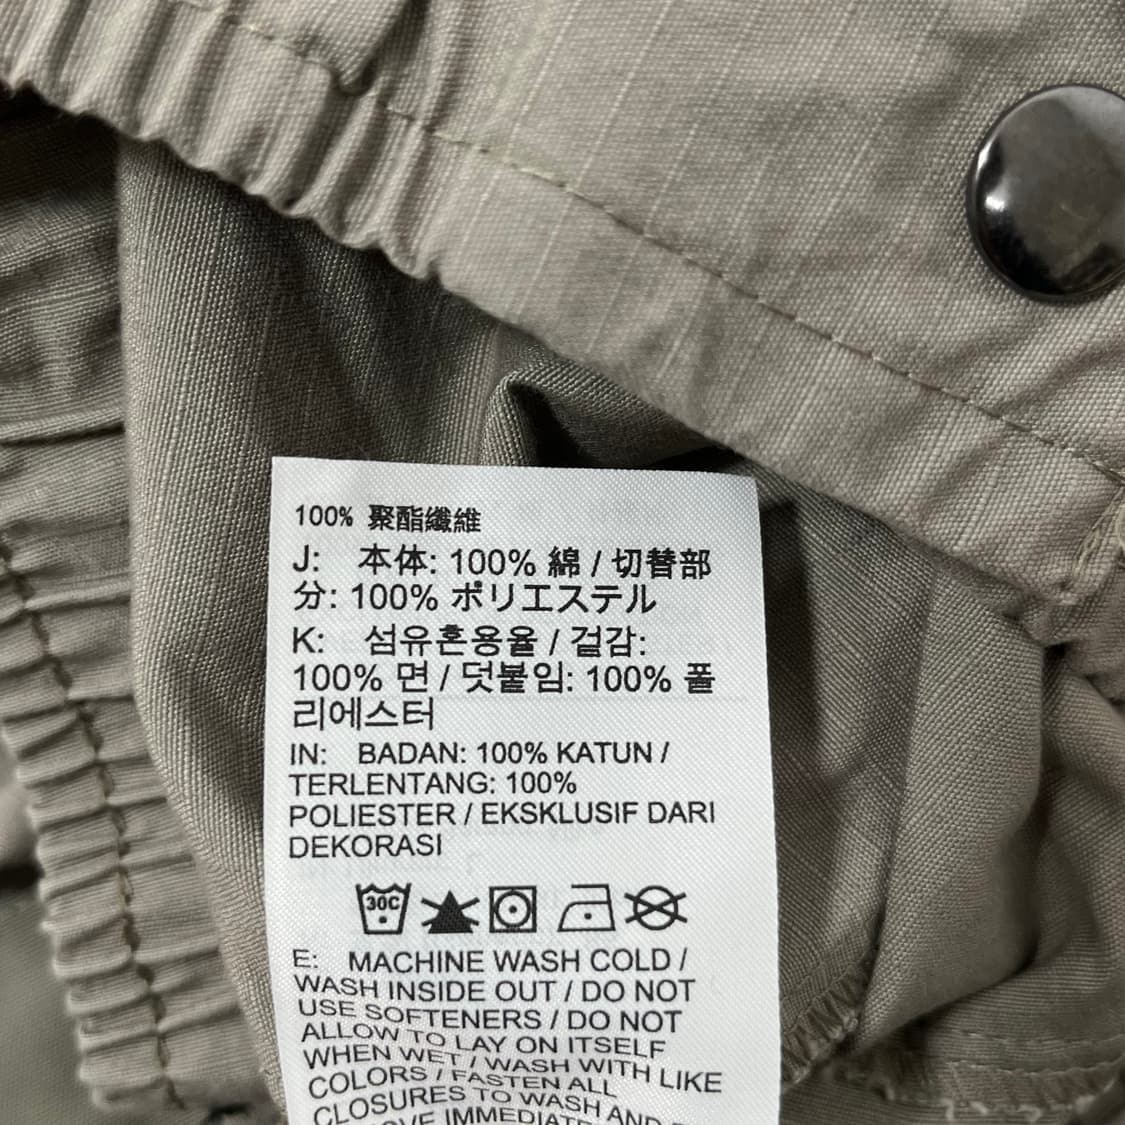 100% 聚酯纖維
J: 本体: 100% 綿 / 切替部
分: 100% ポリエステル
K: 섬유혼용율 / 겉감:
100% 면 / 덧붙임: 100% 폴
리에스터
IN: BADAN: 100% KATUN /
TERLENTANG: 100%
POLIESTER / EKSKLUSIF DARI
DEKORASI
30C
E: MACHINE WASH COLD /
WASH INSIDE OUT / DO NOT
USE SOFTENERS / DO NOT
ALLOW TO LAY ON ITSELF
WHEN WET / WASH WITH LIKE
COLORS / FASTEN ALL
CLOSURES TO WASH AND